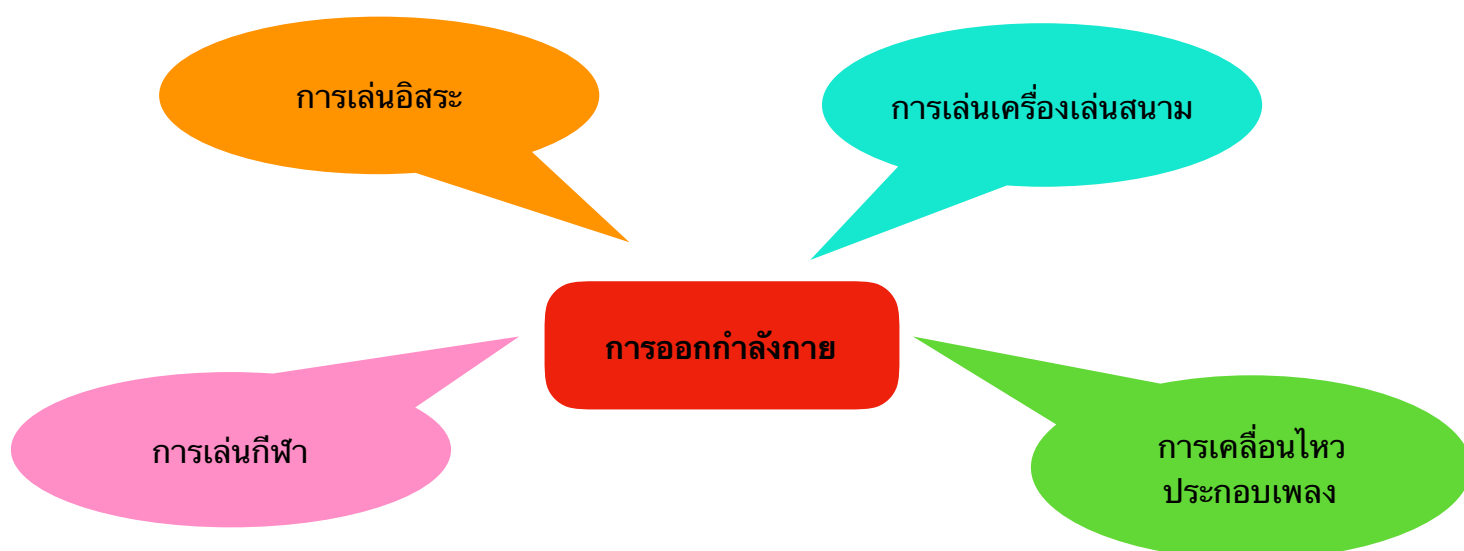 การเล่นอิสระ
การเล่นเครื่องเล่นสนาม
การออกกำลังกาย
การเล่นกีฬา
การเคลื่อนไหว
ประกอบเพลง